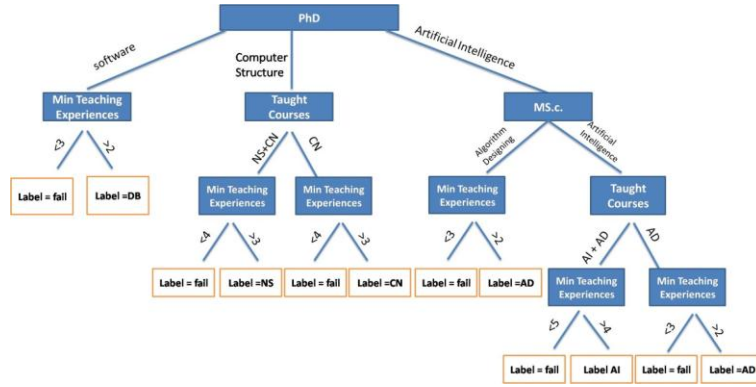 PhD
software
Computer
Structure
Artificial Intelligence
Min Teaching
Experiences
Taught
Courses
MS.c.
<3
>2
NS+CN
CN
Algorithm
Designing
Artificial
Intelligence
Label = fail
Label =DB
Min Teaching
Experiences
Min Teaching
Experiences
Min Teaching
Experiences
Taught
Courses
<4
>3
<4
>3
<3
>2
AI + AD
AD
Label = fail
Label =NS
Label = fail
Label =CN
Label = fail
Label =AD
Min Teaching
Experiences
Min Teaching
Experiences
<5
>4
<3
>2
Label = fail
Label AI
Label = fail
Label =AD